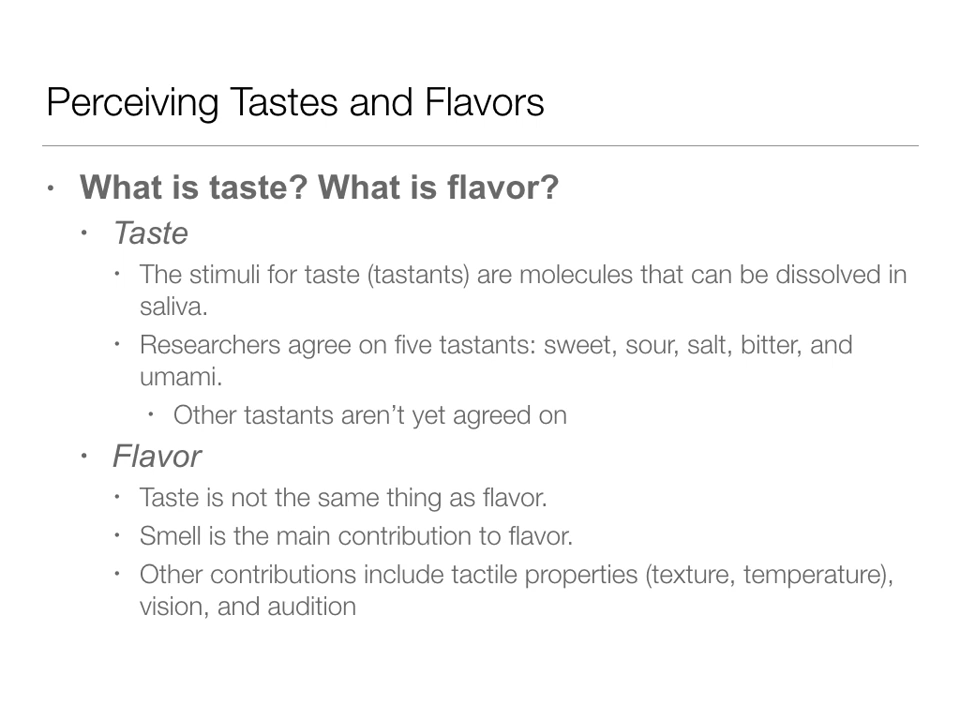 Perceiving Tastes and Flavors
• What is taste? What is flavor?
• Taste
• The stimuli for taste (tastants) are molecules that can be dissolved in
saliva.
• Researchers agree on five tastants: sweet, sour, salt, bitter, and
umami.
• Other tastants aren’t yet agreed on
• Flavor
• Taste is not the same thing as flavor.
• Smell is the main contribution to flavor.
• Other contributions include tactile properties (texture, temperature),
vision, and audition